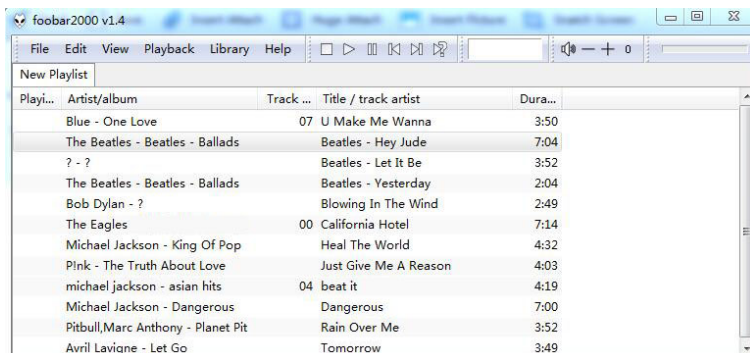 foobar2000 v1.4
File Edit View Playback Library Help 0
New Playlist
Playi... Artist/album Track ... Title / track artist Dura...
Blue - One Love 07 U Make Me Wanna 3:50
The Beatles - Beatles - Ballads Beatles - Hey Jude 7:04
? - ? Beatles - Let It Be 3:52
The Beatles - Beatles - Ballads Beatles - Yesterday 2:04
Bob Dylan - ? Blowing In The Wind 2:49
The Eagles 00 California Hotel 7:14
Michael Jackson - King Of Pop Heal The World 4:32
P!nk - The Truth About Love Just Give Me A Reason 4:03
michael jackson - asian hits 04 beat it 4:19
Michael Jackson - Dangerous Dangerous 7:00
Pitbull,Marc Anthony - Planet Pit Rain Over Me 3:52
Avril Lavigne - Let Go Tomorrow 3:49